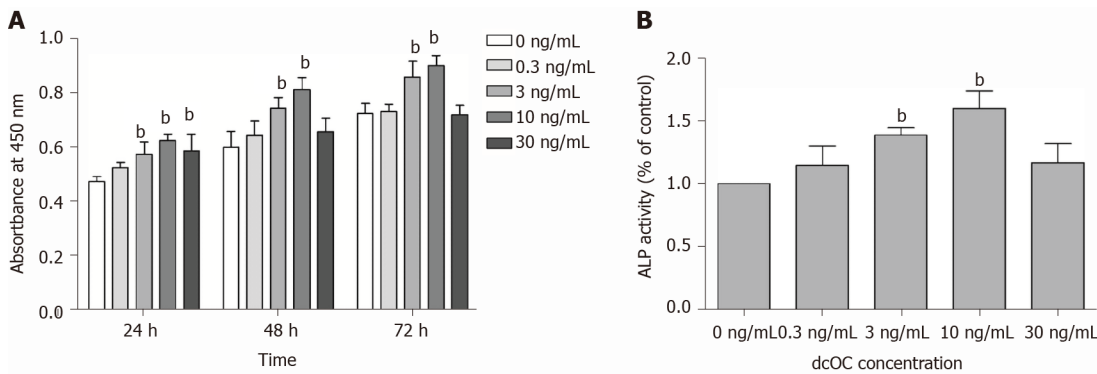 A
1.0
0.8
0.6
0.4
0.2
0.0
Absortbance at 450 nm
b b b
b b
b b
24 h 48 h 72 h
Time
0 ng/mL
0.3 ng/mL
3 ng/mL
10 ng/mL
30 ng/mL
B
2.0
1.5
1.0
0.5
0.0
ALP activity (% of control)
b
b
0 ng/mL 0.3 ng/mL 3 ng/mL 10 ng/mL 30 ng/mL
dcOC concentration